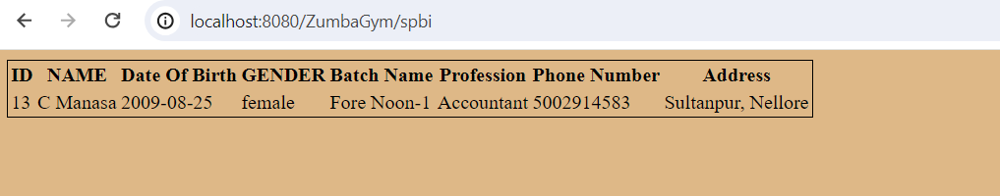 localhost:8080/ZumbaGym/spbi
ID NAME Date Of Birth GENDER Batch Name Profession Phone Number Address
13 C Manasa 2009-08-25 female Fore Noon-1 Accountant 5002914583 Sultanpur, Nellore